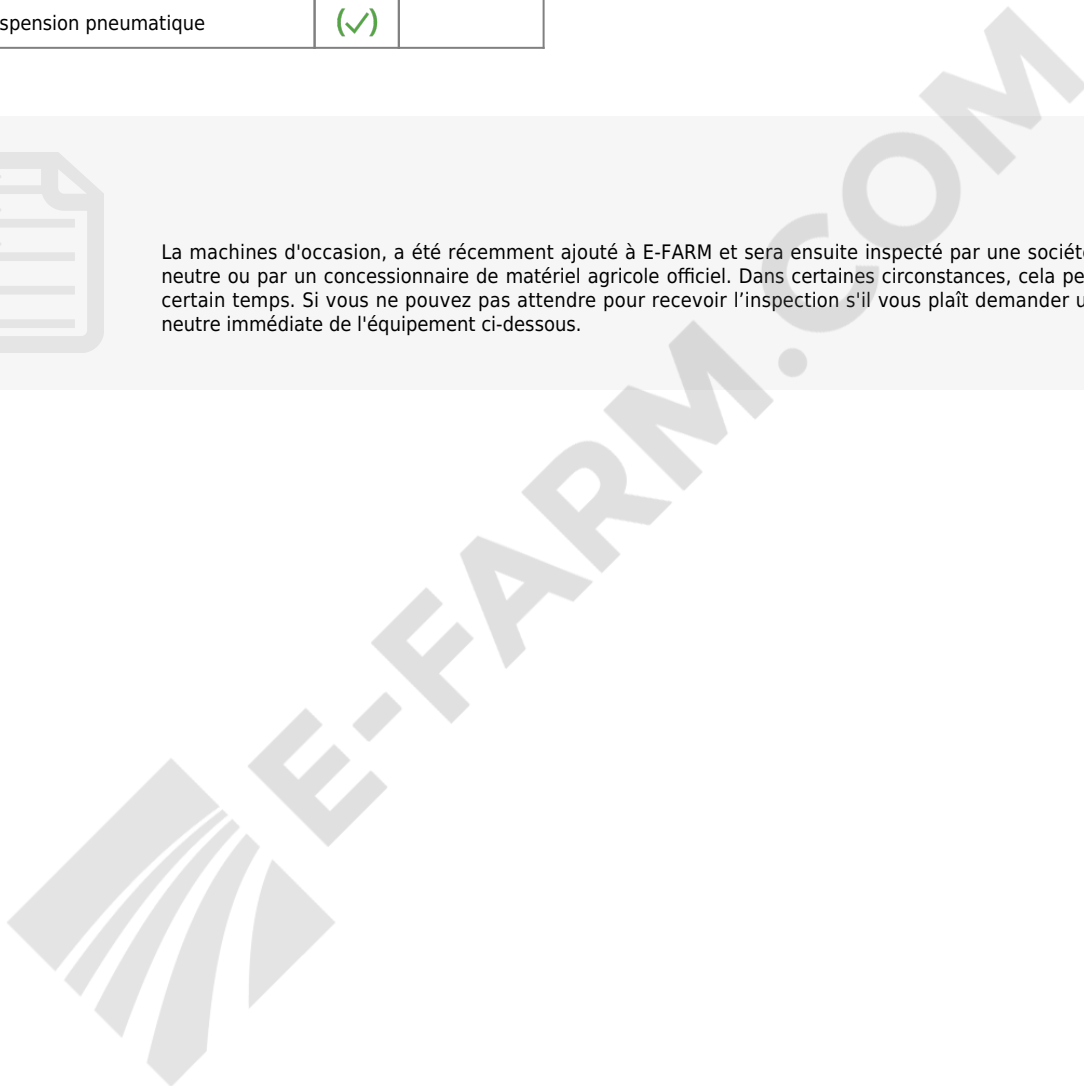 spension pneumatique (✓)
La machines d'occasion, a été récemment ajouté à E-FARM et sera ensuite inspecté par une société
neutre ou par un concessionnaire de matériel agricole officiel. Dans certaines circonstances, cela pe
certain temps. Si vous ne pouvez pas attendre pour recevoir l’inspection s'il vous plaît demander u
neutre immédiate de l'équipement ci-dessous.
E-FARM.COM